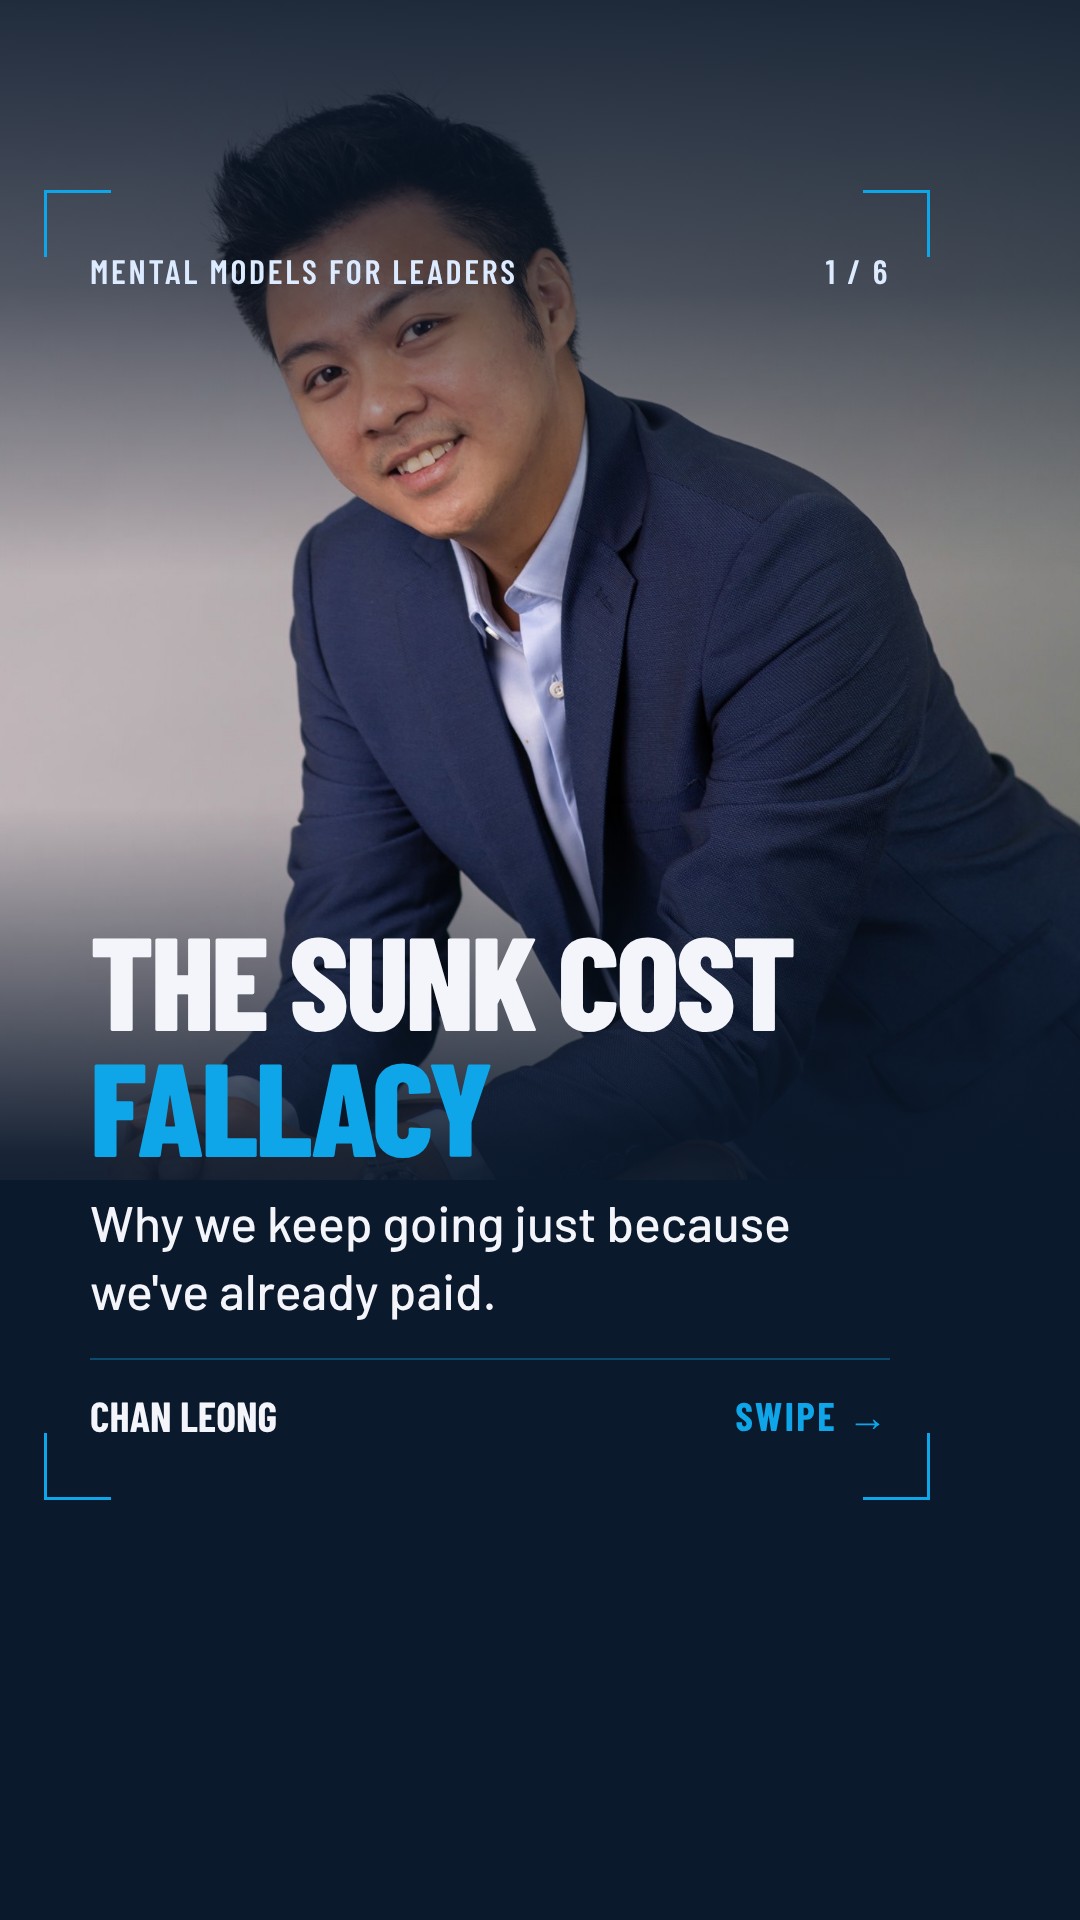 MENTAL MODELS FOR LEADERS
1 / 6
THE SUNK COST
FALLACY
Why we keep going just because
we've already paid.
CHAN LEONG
SWIPE →